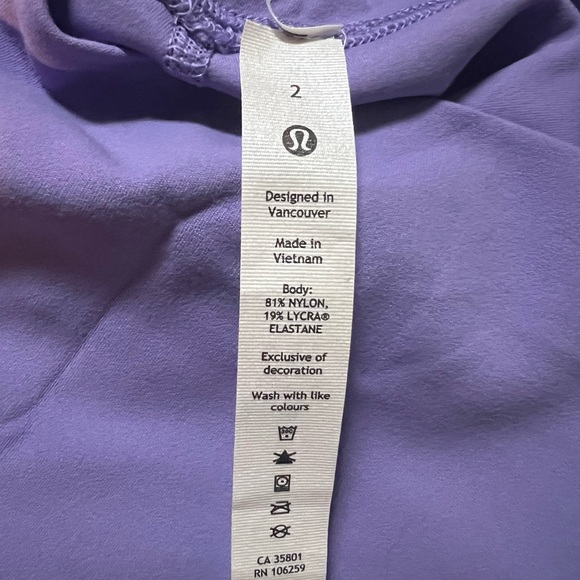 2
Designed in
Vancouver
Made in
Vietnam
Body:
81% NYLON,
19% LYCRA®
ELASTANE
Exclusive of
decoration
Wash with like
colours
CA 35801
RN 106259